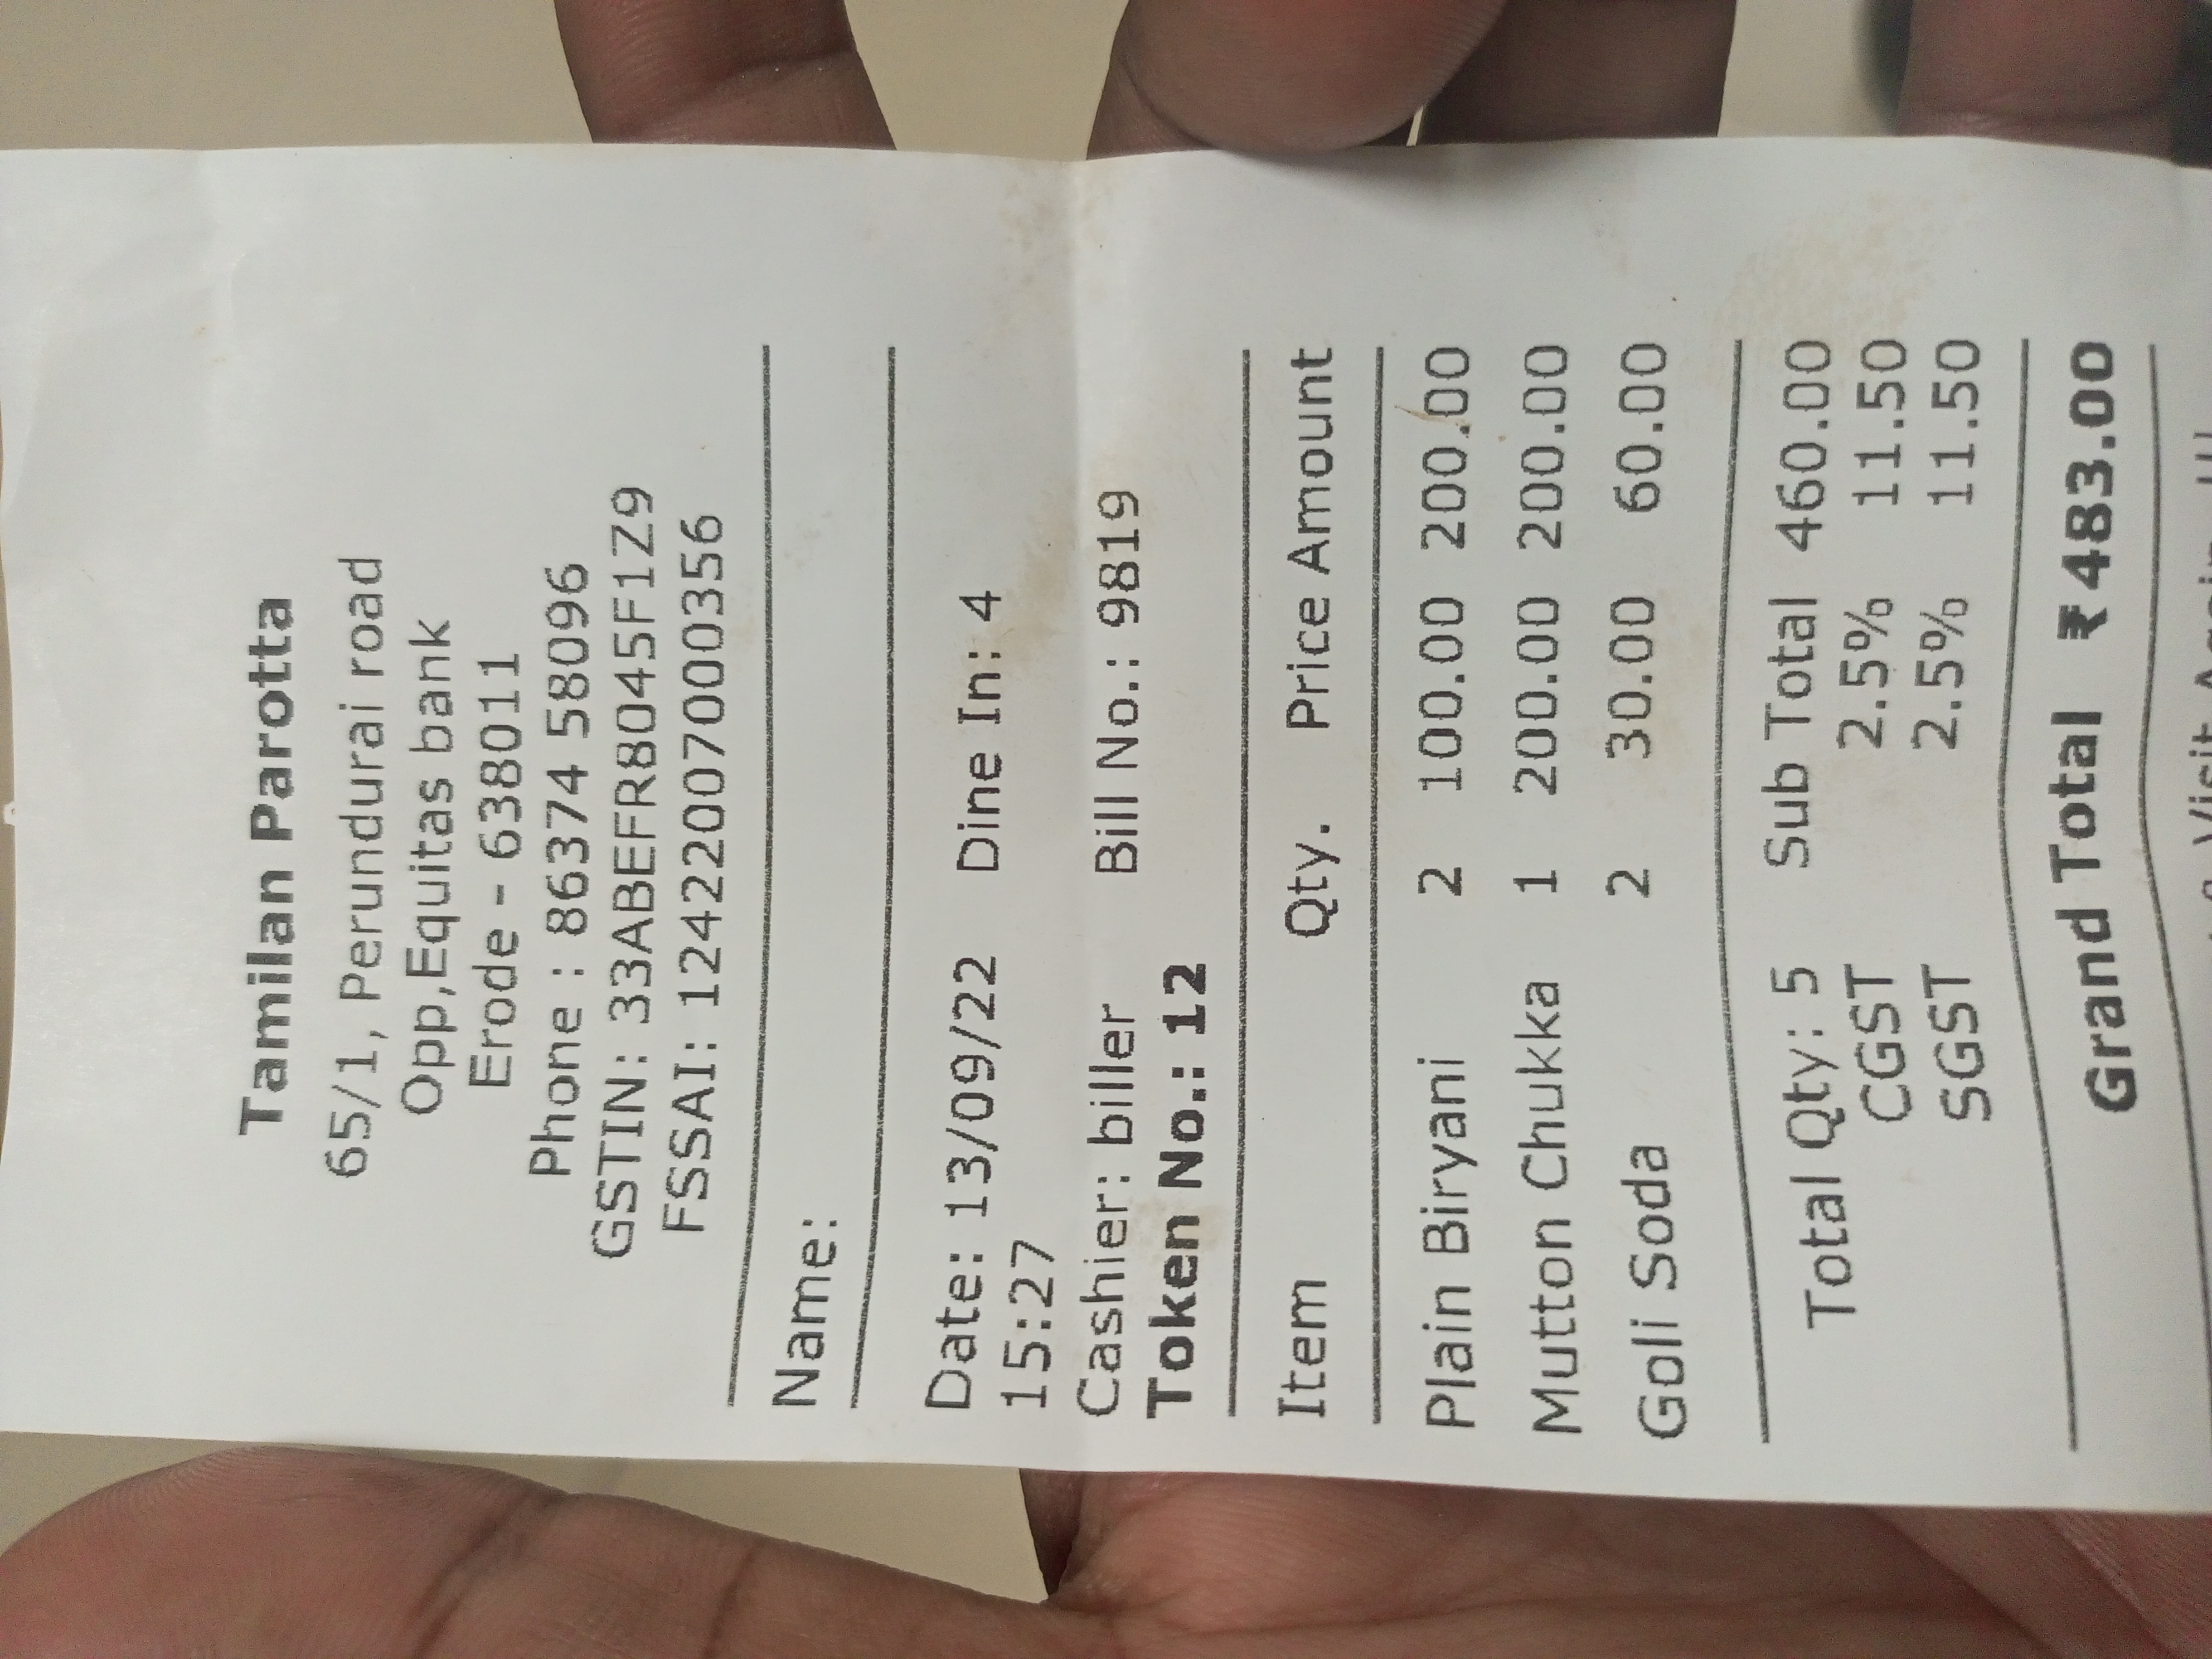 Tamilan Parotta
65/1, Perundurai road
Opp,Equitas bank
Erode - 638011
Phone : 86374 58096
GSTIN: 33ABEFR8045F1Z9
FSSAI: 12422007000356
Name:
Date: 13/09/22 Dine In: 4
15:27
Cashier: biller Bill No.: 9819
Token No.: 12
Item Qty. Price Amount
Plain Biryani 2 100.00 200.00
Mutton Chukka 1 200.00 200.00
Goli Soda 2 30.00 60.00
Total Qty: 5 Sub Total 460.00
CGST 2.5% 11.50
SGST 2.5% 11.50
Grand Total ₹483.00
Visit Again